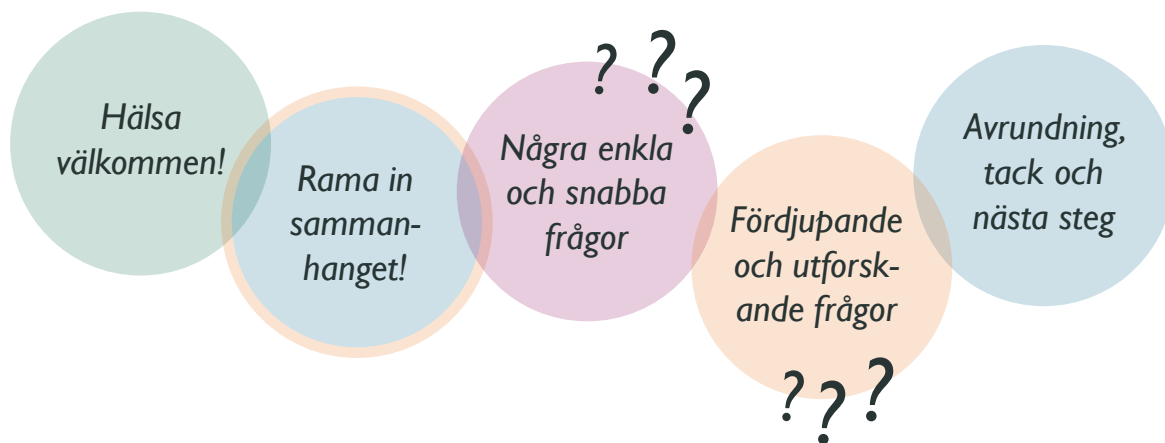 Hälsa
välkommen!
Rama in
samman-
hanget!
? ? ?
Några enkla
och snabba
frågor
Fördjupande
och utforsk-
ande frågor
? ? ?
Avrundning,
tack och
nästa steg